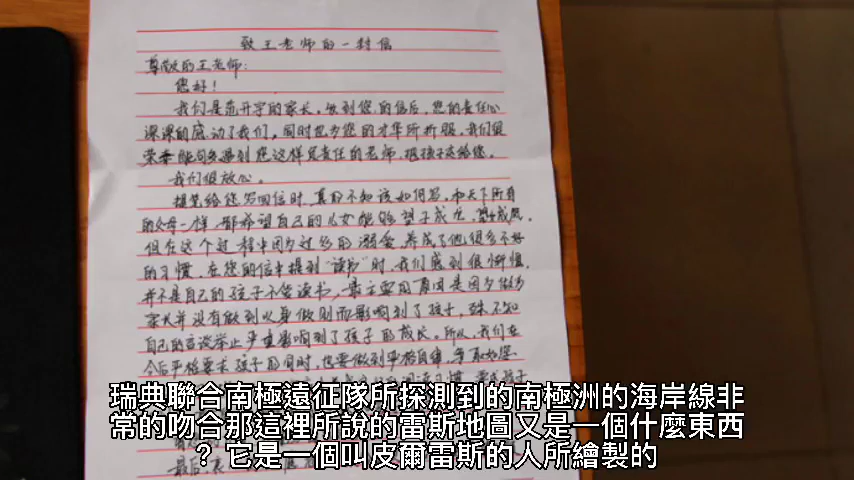 致王老师的一封信
尊敬的王老师:
您好!
我们是范开宇的家长。收到您的信后,您的责任心
深深的感动了我们。同时也为您的才华所折服,我们很
荣幸能够遇到您这样负责任的老师,把孩子交给您。
我们很放心。
提笔给您写回信时,真的不知该如何写。和天下所有
的父母一样,都希望自己的儿女能够望子成龙,望女成凤。
但在这个过程中因为过分的溺爱,养成了他很多不好
的习惯,在您的信中提到“读书”时,我们感到很惭愧。
并不是自己的孩子不爱读书,最主要的原因是因为做为
家长并没有做到以身做则而影响到了孩子,殊不知
自己的言谈举止严重影响到了孩子的成长,所以,我们在
今后严格要求孩子的同时,也要做到严格自律,
瑞典聯合南極遠征隊所探測到的南極洲的海岸線非
常的吻合那這裡所說的雷斯地圖又是一個什麼東西
? 它是一個叫皮爾雷斯的人所繪製的
最后,